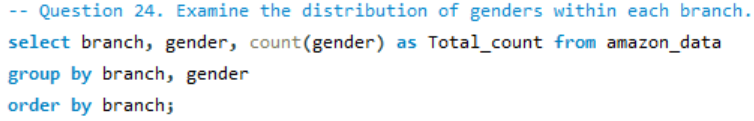 -- Question 24. Examine the distribution of genders within each branch.
select branch, gender, count(gender) as Total_count from amazon_data
group by branch, gender
order by branch;